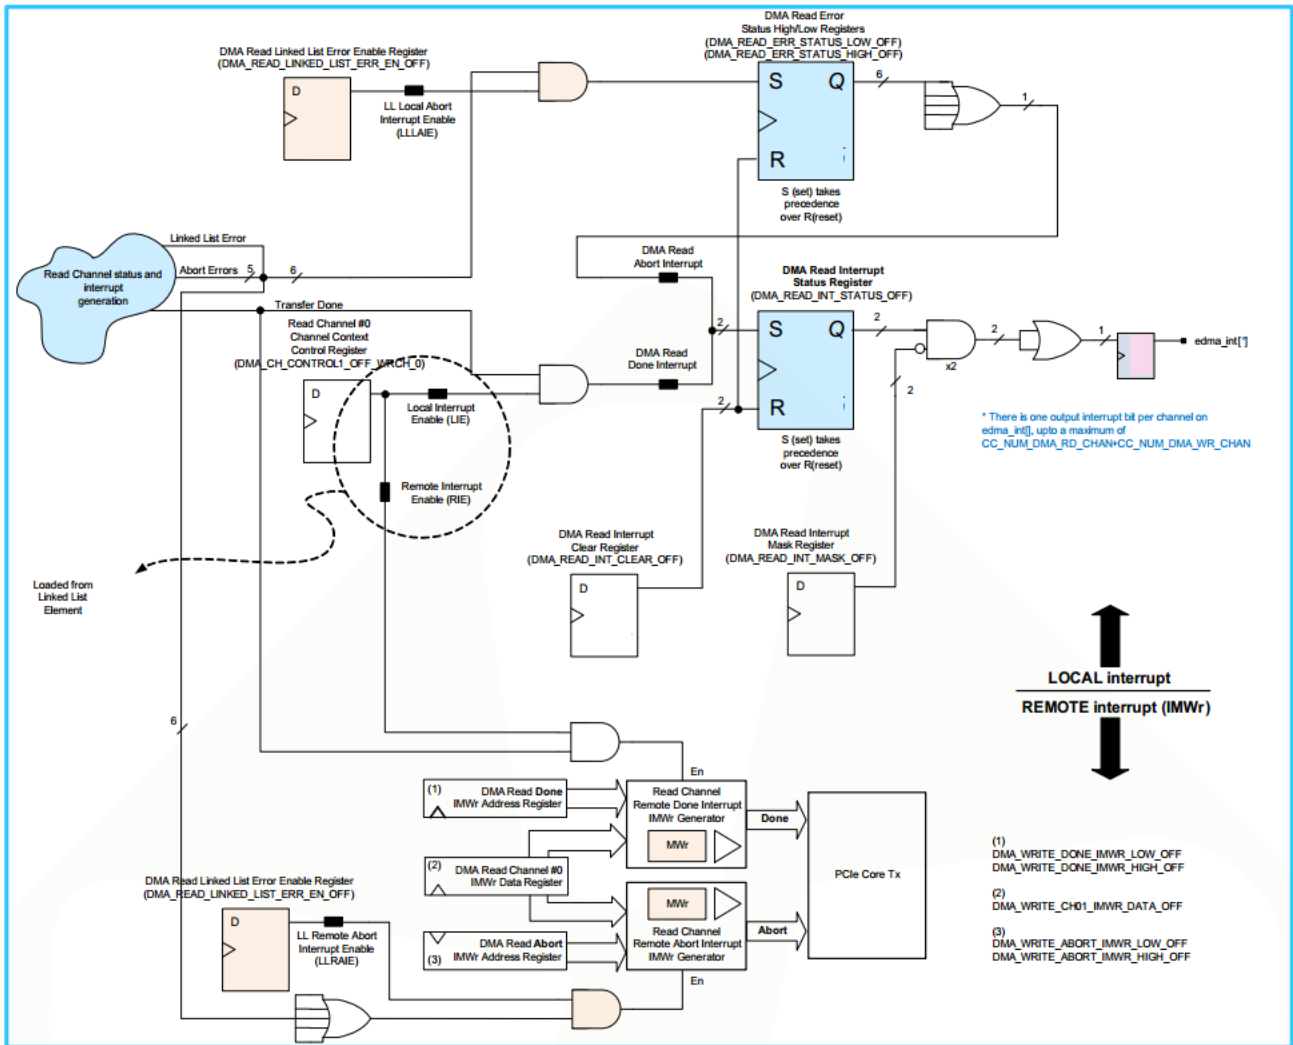 DMA Read Error
Status High/Low Registers
(DMA_READ_ERR_STATUS_LOW_OFF)
(DMA_READ_ERR_STATUS_HIGH_OFF)
DMA Read Linked List Error Enable Register
(DMA_READ_LINKED_LIST_ERR_EN_OFF)
D
LL Local Abort
Interrupt Enable
(LLLAIE)
S
Q
R
6
1
S (set) takes
precedence
over R(reset)
Linked List Error
Read Channel status and
interrupt
generation
Abort Errors
5
6
Transfer Done
DMA Read
Abort Interrupt
DMA Read Interrupt
Status Register
(DMA_READ_INT_STATUS_OFF)
Read Channel #0
Channel Context
Control Register
(DMA_CH_CONTROL1_OFF_WRCH_0)
D
Local Interrupt
Enable (LIE)
DMA Read
Done Interrupt
2
2
S
Q
R
2
2
1
x2
2
edma_int[*]
S (set) takes
precedence
over R(reset)
* There is one output interrupt bit per channel on
edma_int[], upto a maximum of
CC_NUM_DMA_RD_CHAN+CC_NUM_DMA_WR_CHAN
Remote Interrupt
Enable (RIE)
Loaded from
Linked List
Element
DMA Read Interrupt
Clear Register
(DMA_READ_INT_CLEAR_OFF)
D
DMA Read Interrupt
Mask Register
(DMA_READ_INT_MASK_OFF)
D
LOCAL interrupt
REMOTE interrupt (IMWr)
6
En
(1)
DMA Read Done
IMWr Address Register
Read Channel
Remote Done Interrupt
IMWr Generator
MWr
Done
(2)
DMA Read Channel #0
IMWr Data Register
PCIe Core Tx
MWr
Read Channel
Remote Abort Interrupt
IMWr Generator
Abort
DMA Read Abort
IMWr Address Register
(3)
En
DMA Read Linked List Error Enable Register
(DMA_READ_LINKED_LIST_ERR_EN_OFF)
D
LL Remote Abort
Interrupt Enable
(LLRAIE)
(1)
DMA_WRITE_DONE_IMWR_LOW_OFF
DMA_WRITE_DONE_IMWR_HIGH_OFF
(2)
DMA_WRITE_CH01_IMWR_DATA_OFF
(3)
DMA_WRITE_ABORT_IMWR_LOW_OFF
DMA_WRITE_ABORT_IMWR_HIGH_OFF